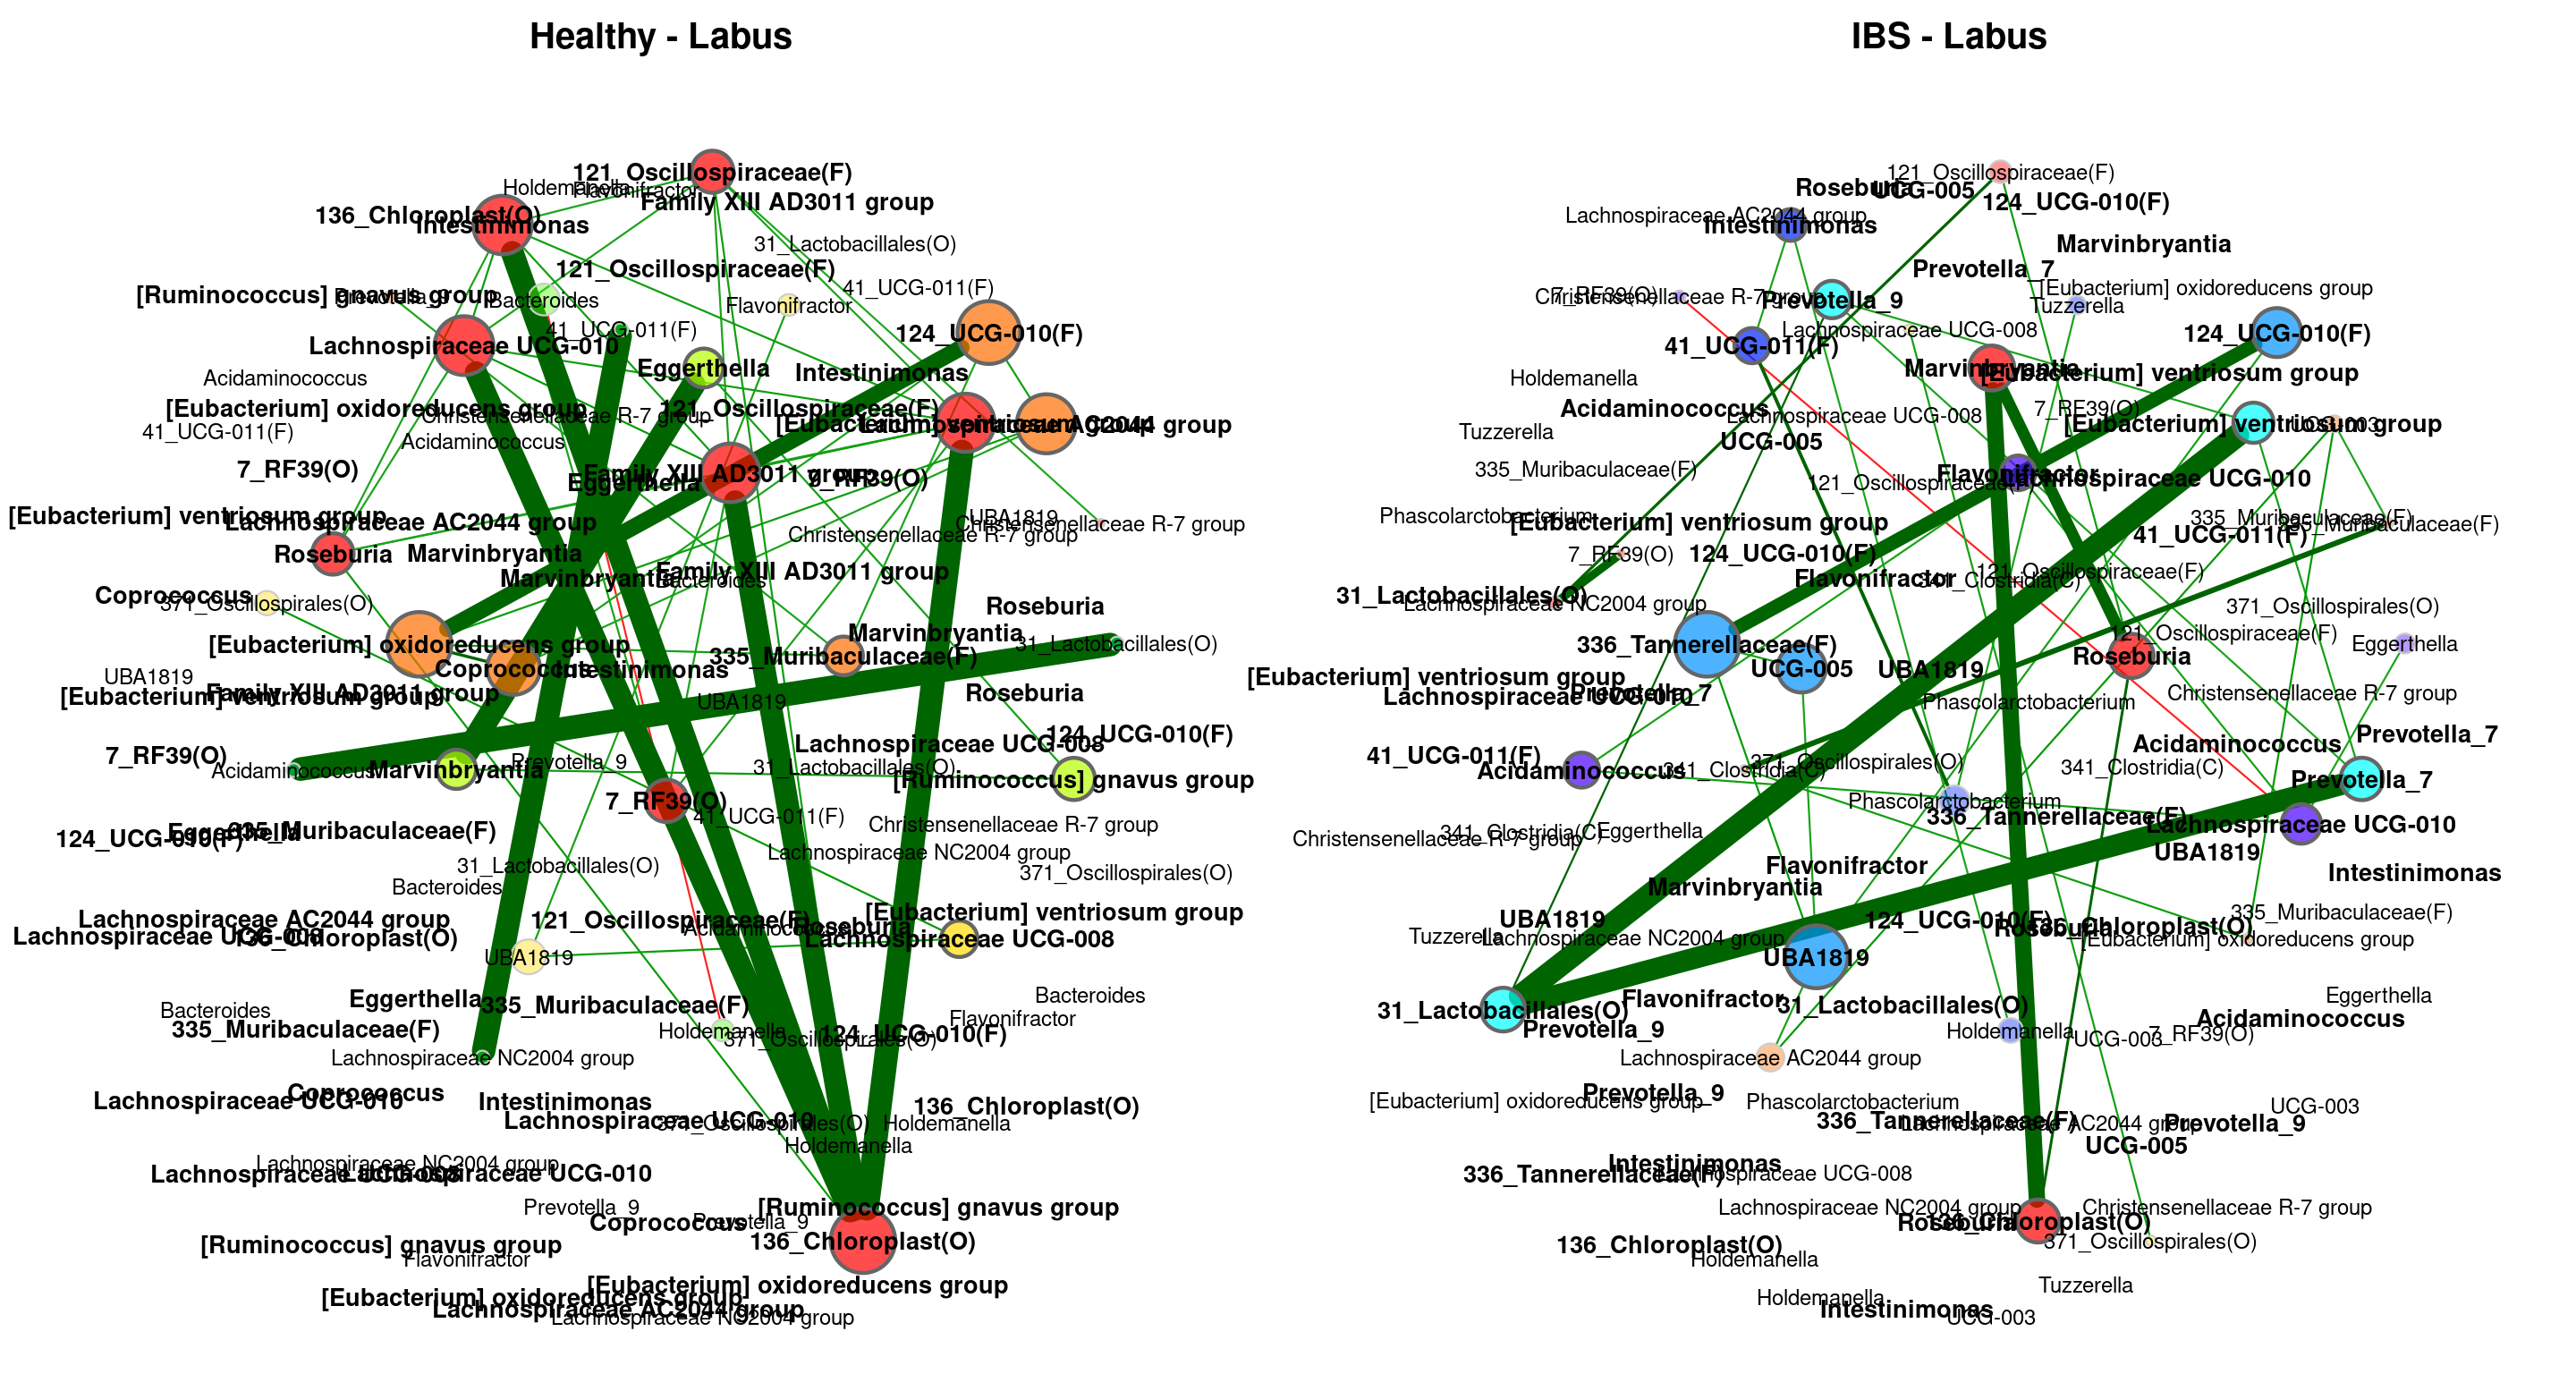 Healthy - Labus
121_Oscillospiraceae(F)
Holdemanella
Flavonifractor
Family XIII AD3011 group
136_Chloroplast(O)
Intestinimonas
31_Lactobacillales(O)
121_Oscillospiraceae(F)
41_UCG-011(F)
[Ruminococcus] gnavus group
Prevotella_9
Bacteroides
Flavonifractor
41_UCG-011(F)
124_UCG-010(F)
Lachnospiraceae UCG-010
Eggerthella
Intestinimonas
Acidaminococcus
[Eubacterium] oxidoreducens group
Christensenellaceae R-7 group
121_Oscillospiraceae(F)
[Eubacterium] ventriosum group
Lachnospiraceae AC2044 group
41_UCG-011(F)
Acidaminococcus
7_RF39(O)
Family XIII AD3011 group
Eggerthella
7_RF39(O)
[Eubacterium] ventriosum group
Lachnospiraceae AC2044 group
UBA1819
Christensenellaceae R-7 group
Christensenellaceae R-7 group
Roseburia
Marvinbryantia
Marvinbryantia
Bacteroides
Family XIII AD3011 group
Coprococcus
371_Oscillospirales(O)
Roseburia
Marvinbryantia
31_Lactobacillales(O)
[Eubacterium] oxidoreducens group
335_Muribaculaceae(F)
Coprococcus
Intestinimonas
UBA1819
[Eubacterium] ventriosum group
Family XIII AD3011 group
UBA1819
Roseburia
124_UCG-010(F)
Lachnospiraceae UCG-008
7_RF39(O)
Acidaminococcus
Marvinbryantia
Prevotella_9
31_Lactobacillales(O)
[Ruminococcus] gnavus group
7_RF39(O)
41_UCG-011(F)
Christensenellaceae R-7 group
124_UCG-010(F)
Eggerthella
335_Muribaculaceae(F)
Lachnospiraceae NC2004 group
31_Lactobacillales(O)
371_Oscillospirales(O)
Bacteroides
Lachnospiraceae AC2044 group
121_Oscillospiraceae(F)
Acidaminococcus
Roseburia
[Eubacterium] ventriosum group
Lachnospiraceae UCG-008
136_Chloroplast(O)
Lachnospiraceae UCG-008
UBA1819
Eggerthella
335_Muribaculaceae(F)
Bacteroides
Bacteroides
Flavonifractor
335_Muribaculaceae(F)
Holdemanella
371_Oscillospirales(O)
124_UCG-010(F)
Lachnospiraceae NC2004 group
Coprococcus
Lachnospiraceae UCG-010
Intestinimonas
136_Chloroplast(O)
Lachnospiraceae UCG-010
371_Oscillospirales(O)
Holdemanella
Holdemanella
Lachnospiraceae NC2004 group
Lachnospiraceae UCG-008
Lachnospiraceae UCG-010
Prevotella_9
[Ruminococcus] gnavus group
Coprococcus
Prevotella_9
136_Chloroplast(O)
[Ruminococcus] gnavus group
Flavonifractor
[Eubacterium] oxidoreducens group
[Eubacterium] oxidoreducens group
Lachnospiraceae AC2044 group
Lachnospiraceae NC2004 group
IBS - Labus
121_Oscillospiraceae(F)
Roseburia
UCG-005
124_UCG-010(F)
Lachnospiraceae AC2044 group
Intestinimonas
Marvinbryantia
Prevotella_7
[Eubacterium] oxidoreducens group
Christensenellaceae R-7 group
7_RF39(O)
Prevotella_9
Tuzzerella
Lachnospiraceae UCG-008
124_UCG-010(F)
41_UCG-011(F)
Marvinbryantia
[Eubacterium] ventriosum group
Holdemanella
Acidaminococcus
Lachnospiraceae UCG-008
7_RF39(O)
[Eubacterium] ventriosum group
UCG-003
Tuzzerella
UCG-005
335_Muribaculaceae(F)
Flavonifractor
Lachnospiraceae UCG-010
121_Oscillospiraceae(F)
Phascolarctobacterium
[Eubacterium] ventriosum group
335_Muribaculaceae(F)
335_Muribaculaceae(F)
41_UCG-011(F)
7_RF39(O)
124_UCG-010(F)
121_Oscillospiraceae(F)
Flavonifractor
341_Clostridia(C)
31_Lactobacillales(O)
Lachnospiraceae NC2004 group
371_Oscillospirales(O)
121_Oscillospiraceae(F)
Eggerthella
336_Tannerellaceae(F)
Roseburia
UCG-005
UBA1819
[Eubacterium] ventriosum group
Lachnospiraceae UCG-010
Prevotella_7
Phascolarctobacterium
Christensenellaceae R-7 group
Prevotella_7
Acidaminococcus
41_UCG-011(F)
Acidaminococcus
341_Clostridia(C)
371_Oscillospirales(O)
341_Clostridia(C)
Prevotella_7
Phascolarctobacterium
336_Tannerellaceae(F)
Lachnospiraceae UCG-010
Christensenellaceae R-7 group
341_Clostridia(C)
Eggerthella
UBA1819
Flavonifractor
Intestinimonas
Marvinbryantia
UBA1819
124_UCG-010(F)
Roseburia
136_Chloroplast(O)
335_Muribaculaceae(F)
Tuzzerella
Lachnospiraceae NC2004 group
[Eubacterium] oxidoreducens group
UBA1819
31_Lactobacillales(O)
Flavonifractor
31_Lactobacillales(O)
Eggerthella
Acidaminococcus
Prevotella_9
Holdemanella
UCG-003
7_RF39(O)
Lachnospiraceae AC2044 group
[Eubacterium] oxidoreducens group
Prevotella_9
Phascolarctobacterium
UCG-003
336_Tannerellaceae(F)
Lachnospiraceae AC2044 group
Prevotella_9
UCG-005
Intestinimonas
336_Tannerellaceae(F)
Lachnospiraceae UCG-008
Lachnospiraceae NC2004 group
Christensenellaceae R-7 group
Roseburia
136_Chloroplast(O)
371_Oscillospirales(O)
136_Chloroplast(O)
Holdemanella
Tuzzerella
Holdemanella
Intestinimonas
UCG-003